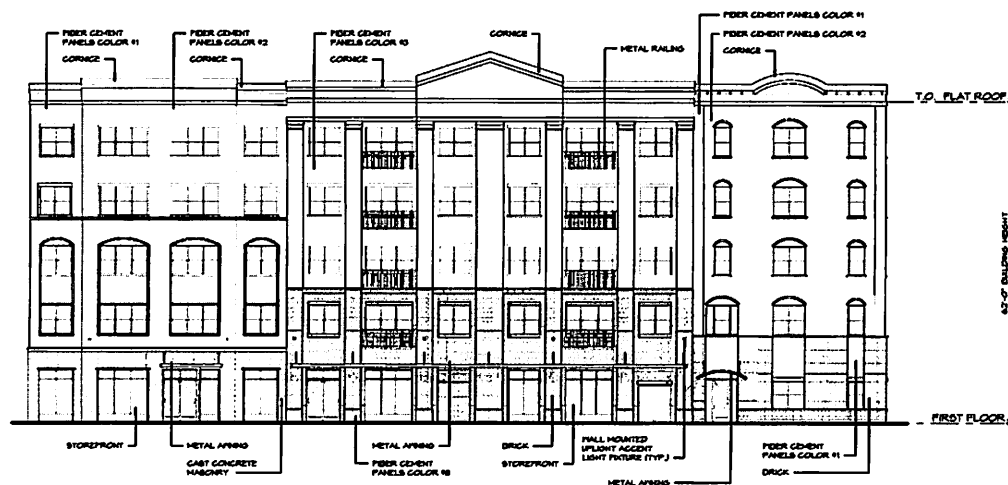 FIBER CEMENT
PANELS COLOR #1
CORNICE
FIBER CEMENT
PANELS COLOR #2
CORNICE
FIBER CEMENT
PANELS COLOR #3
CORNICE
CORNICE
METAL RAILING
FIBER CEMENT PANELS COLOR #1
FIBER CEMENT PANELS COLOR #2
CORNICE
T.O. FLAT ROOF
BUILDING HEIGHT
FIRST FLOOR
STOREFRONT
METAL AWNING
CAST CONCRETE
MASONRY
METAL AWNING
FIBER CEMENT
PANELS COLOR
BRICK
STOREFRONT
WALL MOUNTED
UPLIGHT ACCENT
LIGHT FIXTURE (TYP.)
METAL AWNING
FIBER CEMENT
PANELS COLOR #1
BRICK